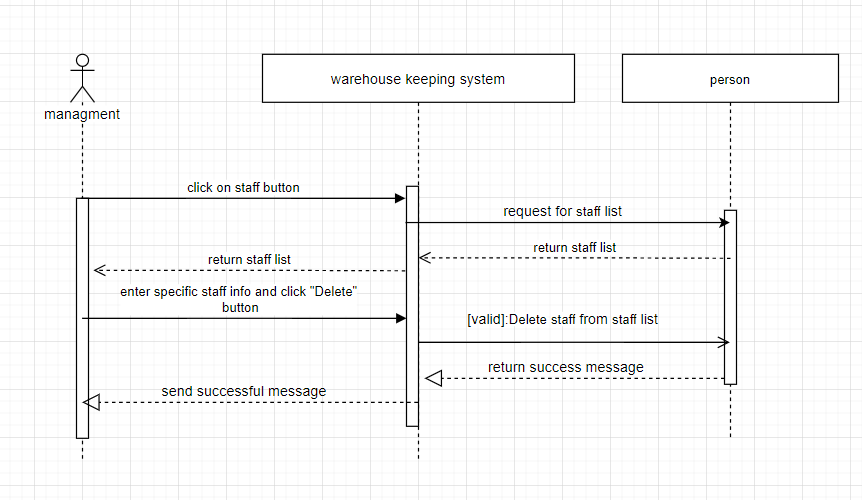 warehouse keeping system
person
managment
click on staff button
request for staff list
return staff list
return staff list
enter specific staff info and click "Delete"
button
[valid]:Delete staff from staff list
return success message
send successful message